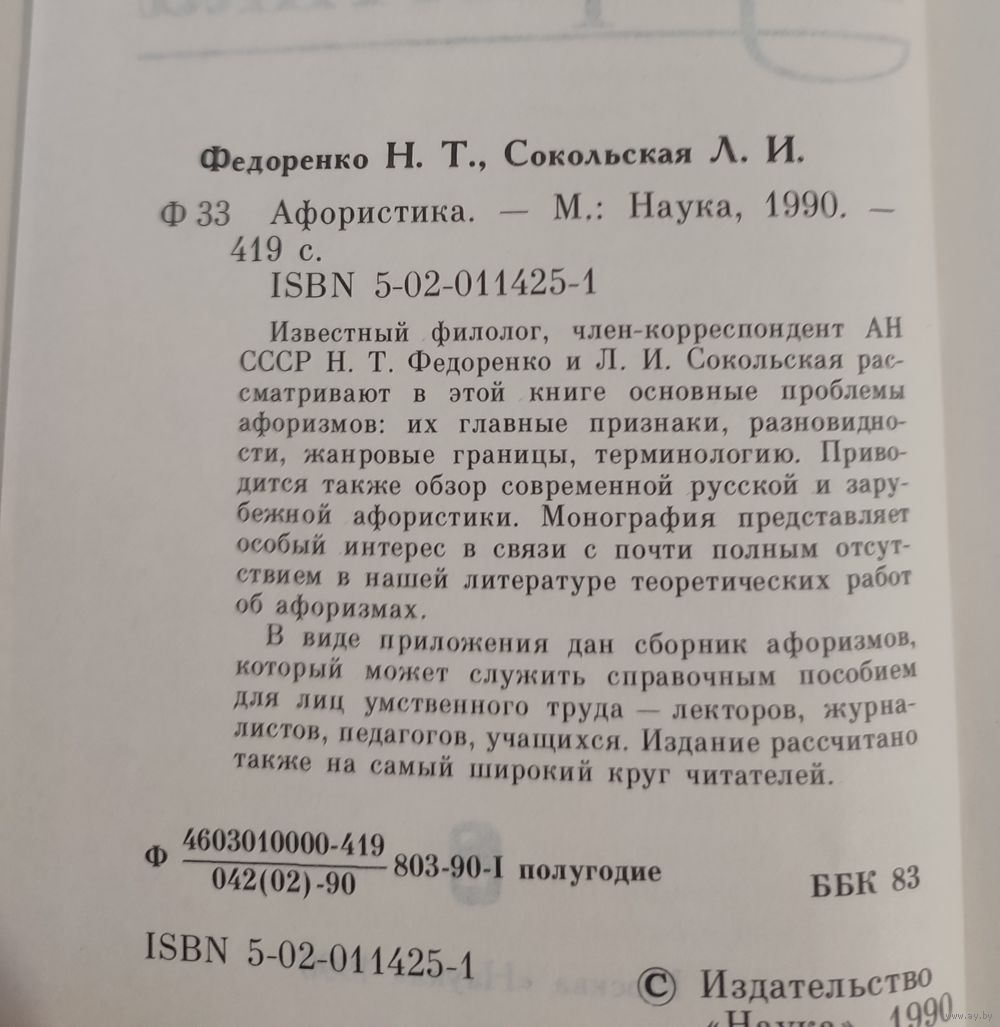 Федоренко Н. Т., Сокольская Л. И.
Ф 33 Афористика. — М.: Наука, 1990. —
419 с.
ISBN 5-02-011425-1
Известный филолог, член-корреспондент АН
СССР Н. Т. Федоренко и Л. И. Сокольская рас-
сматривают в этой книге основные проблемы
афоризмов: их главные признаки, разновидно-
сти, жанровые границы, терминологию. Приво-
дится также обзор современной русской и зару-
бежной афористики. Монография представляет
особый интерес в связи с почти полным отсут-
ствием в нашей литературе теоретических работ
об афоризмах.
В виде приложения дан сборник афоризмов,
который может служить справочным пособием
для лиц умственного труда — лекторов, журна-
листов, педагогов, учащихся. Издание рассчитано
также на самый широкий круг читателей.
Ф 4603010000-419
042(02)-90
803-90-I полугодие
ББК 83
ISBN 5-02-011425-1
© Издательство
«Наука», 1990
www.ay.by